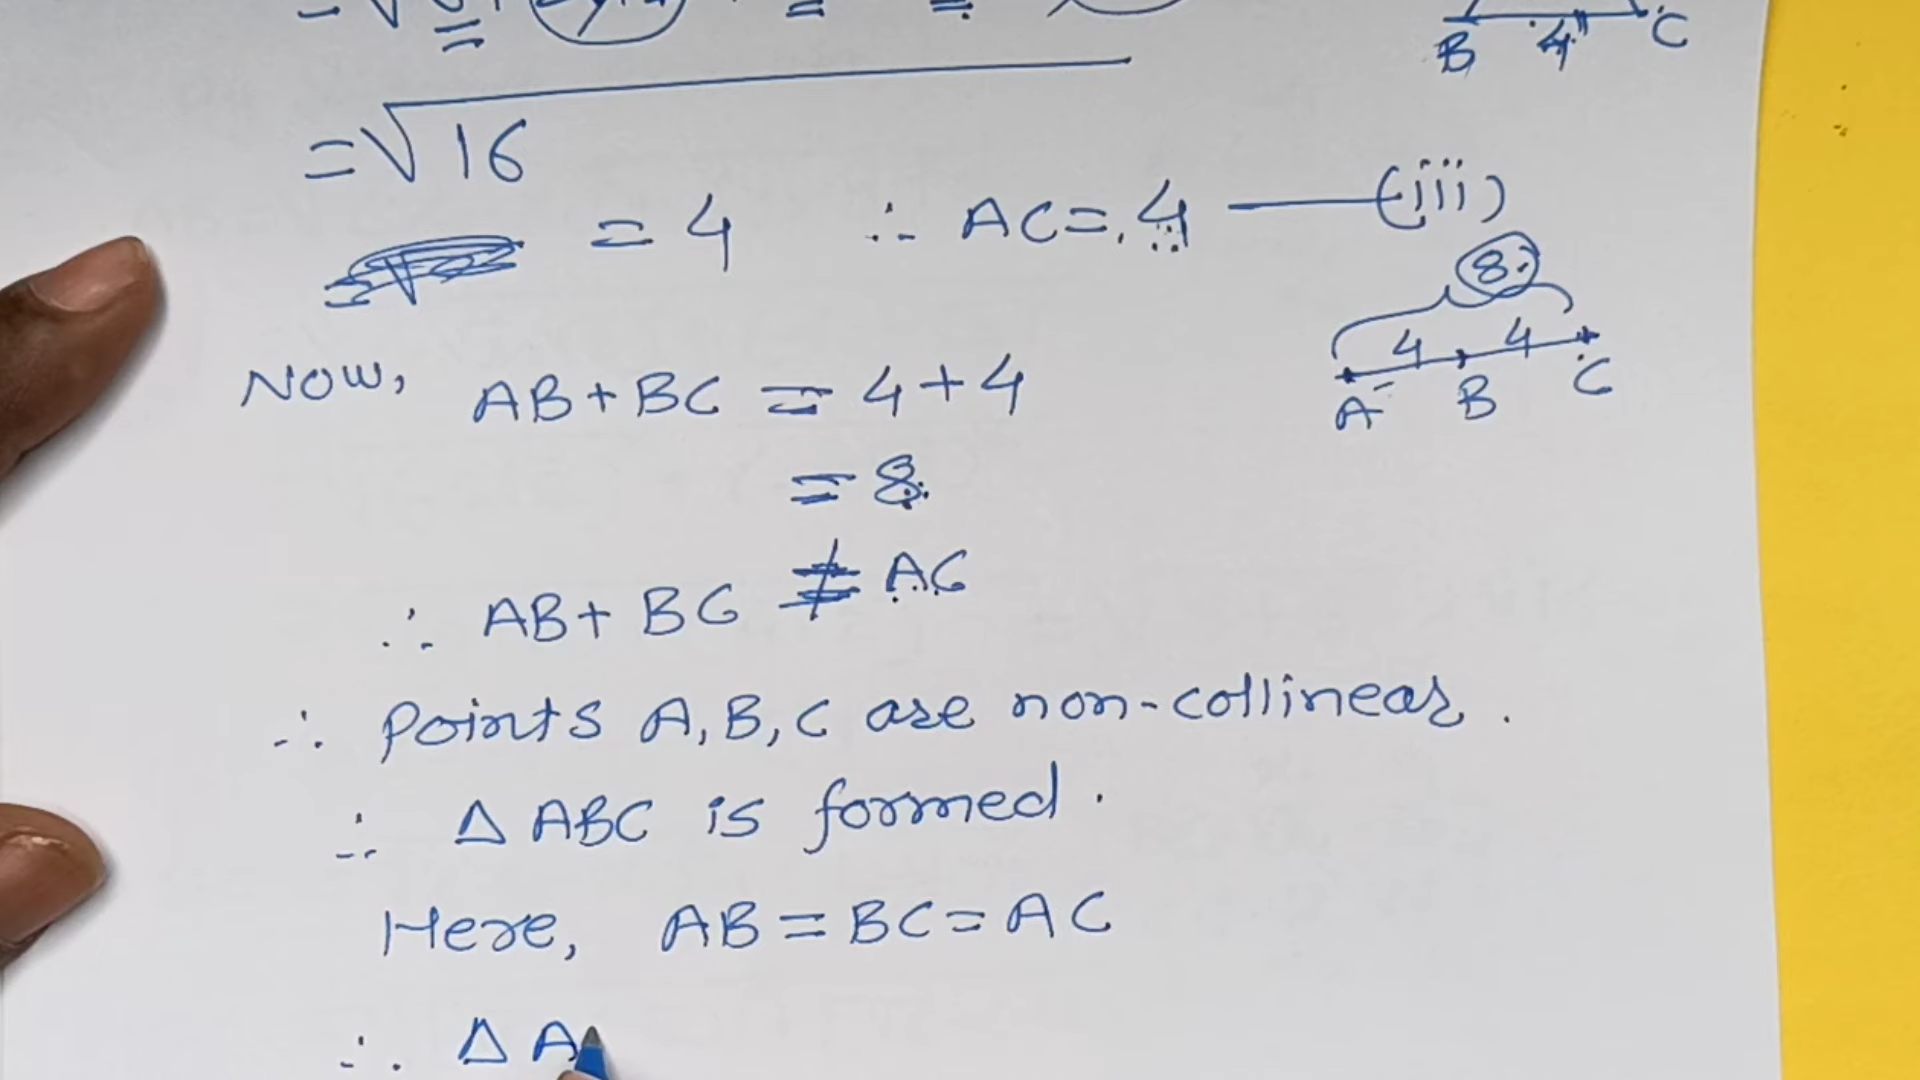 B 4 C
= √16
= 4 ∴ AC = 4 — (iii)
8
4 4
A B C
Now, AB + BC = 4 + 4
= 8
≠ AC
∴ AB + BC
∴ points A, B, C are non-collinear.
∴ △ ABC is formed.
Here, AB = BC = AC
∴ △ A